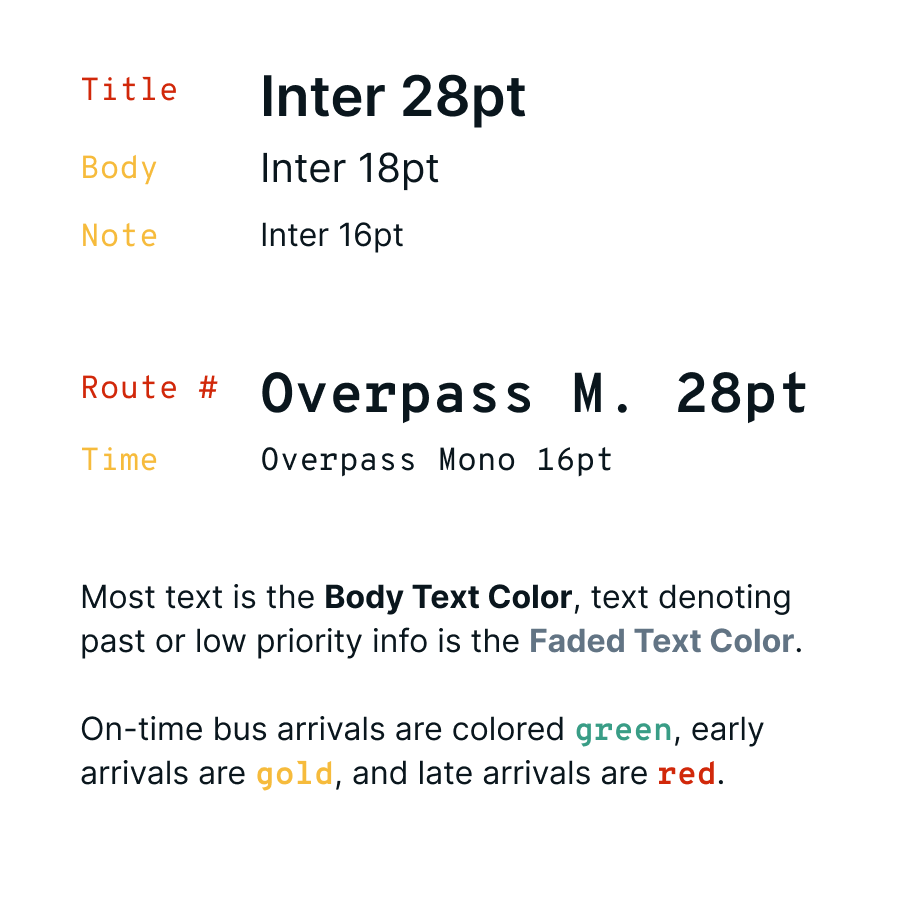 Title Inter 28pt
Body Inter 18pt
Note Inter 16pt
Route # Overpass M. 28pt
Time Overpass Mono 16pt
Most text is the Body Text Color, text denoting
past or low priority info is the Faded Text Color.
On-time bus arrivals are colored green, early
arrivals are gold, and late arrivals are red.